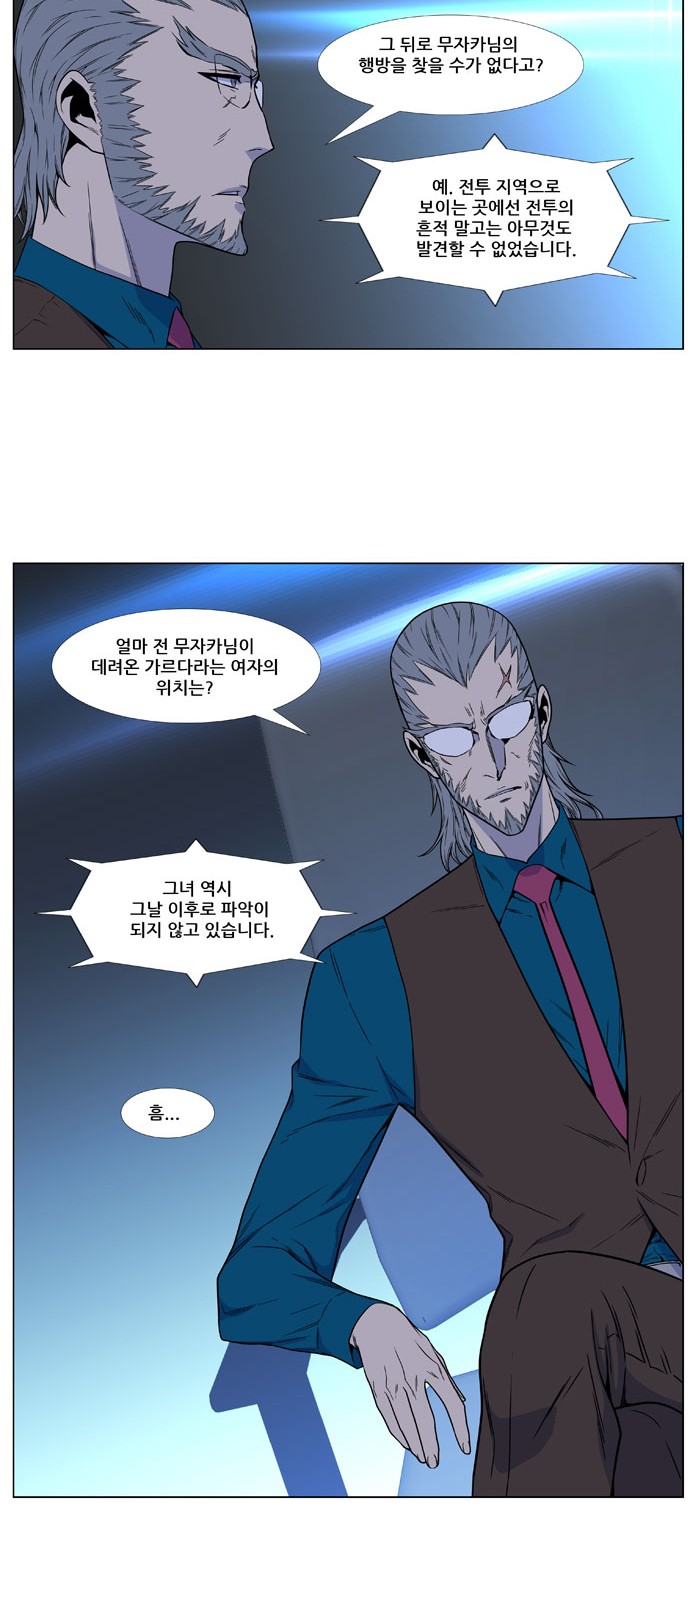 그 뒤로 무자카님의
행방을 찾을 수가 없다고?
예. 전투 지역으로
보이는 곳에선 전투의
흔적 말고는 아무것도
발견할 수 없었습니다.
얼마 전 무자카님이
데려온 가르다라는 여자의
위치는?
그녀 역시
그날 이후로 파악이
되지 않고 있습니다.
흠...